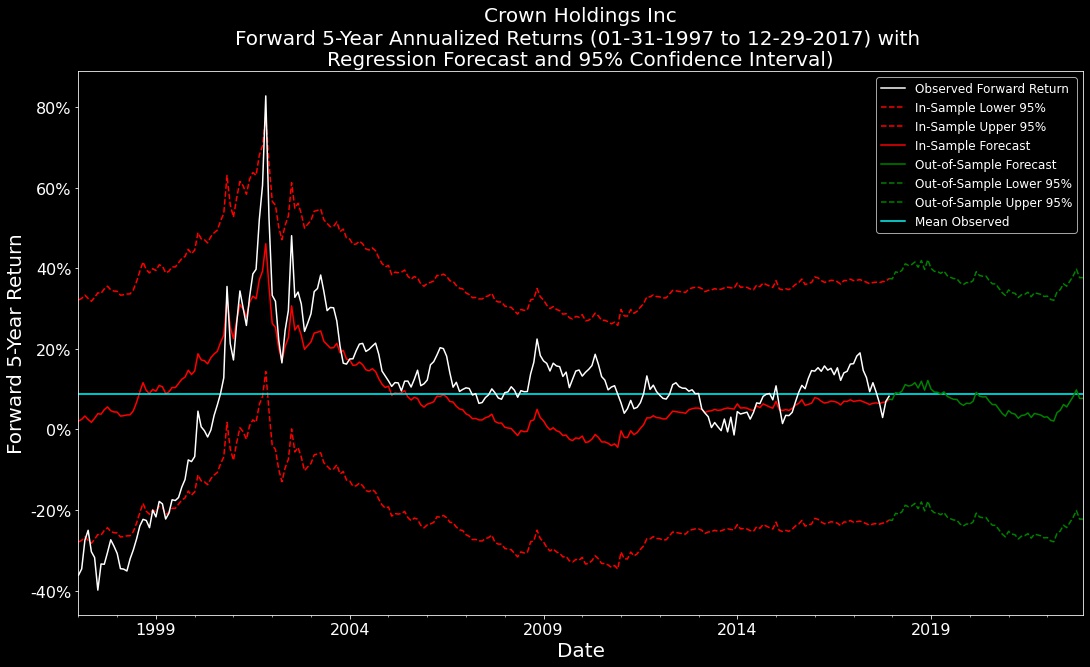 Crown Holdings Inc
Forward 5-Year Annualized Returns (01-31-1997 to 12-29-2017) with
Regression Forecast and 95% Confidence Interval)
Observed Forward Return
In-Sample Lower 95%
In-Sample Upper 95%
In-Sample Forecast
Out-of-Sample Forecast
Out-of-Sample Lower 95%
Out-of-Sample Upper 95%
Mean Observed
Forward 5-Year Return
80%
60%
40%
20%
0%
-20%
-40%
1999
2004
2009
2014
2019
Date